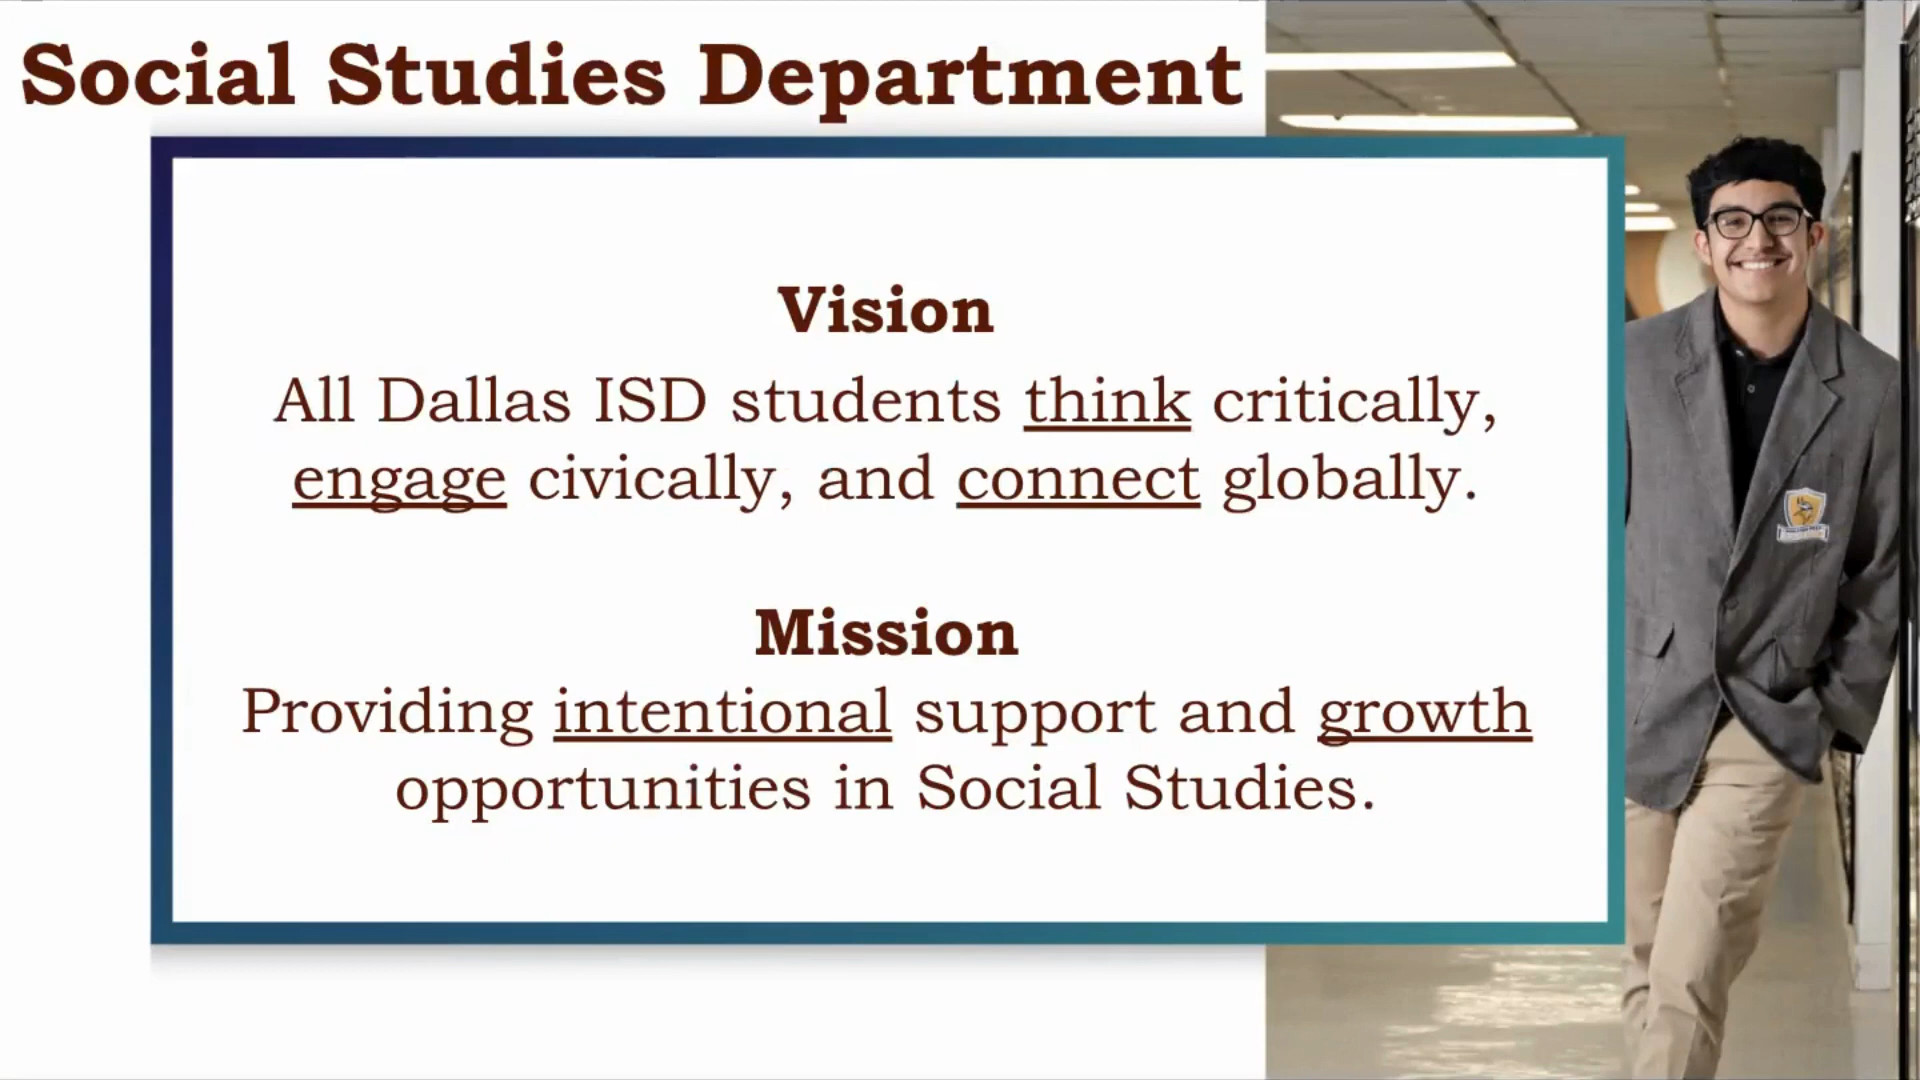 Social Studies Department
Vision
All Dallas ISD students think critically,
engage civically, and connect globally.
Mission
Providing intentional support and growth
opportunities in Social Studies.